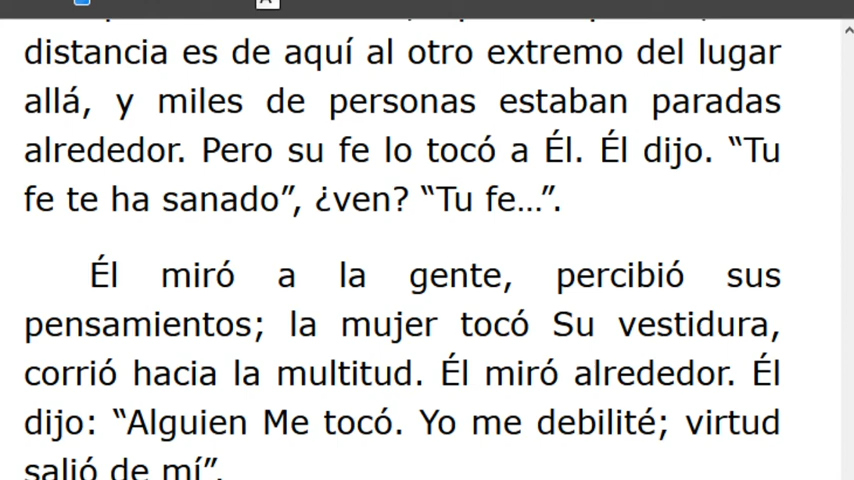 distancia es de aquí al otro extremo del lugar
allá, y miles de personas estaban paradas
alrededor. Pero su fe lo tocó a Él. Él dijo. “Tu
fe te ha sanado”, ¿ven? “Tu fe...”.
Él miró a la gente, percibió sus
pensamientos; la mujer tocó Su vestidura,
corrió hacia la multitud. Él miró alrededor. Él
dijo: “Alguien Me tocó. Yo me debilité; virtud
salió de mí”.